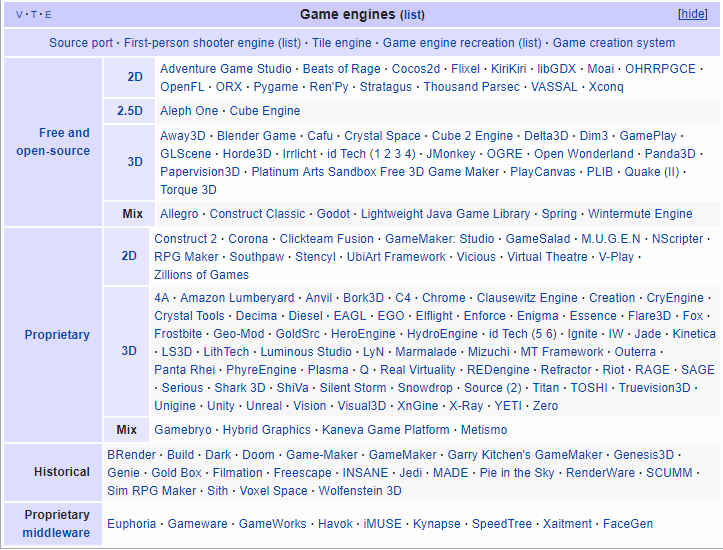 V · T · E
Game engines (list)
[hide]
Source port · First-person shooter engine (list) · Tile engine · Game engine recreation (list) · Game creation system
Free and
open-source
2D
Adventure Game Studio · Beats of Rage · Cocos2d · Flixel · KiriKiri · libGDX · Moai · OHRRPGCE ·
OpenFL · ORX · Pygame · Ren'Py · Stratagus · Thousand Parsec · VASSAL · Xconq
2.5D
Aleph One · Cube Engine
3D
Away3D · Blender Game · Cafu · Crystal Space · Cube 2 Engine · Delta3D · Dim3 · GamePlay ·
GLScene · Horde3D · Irrlicht · id Tech (1 2 3 4) · JMonkey · OGRE · Open Wonderland · Panda3D ·
Papervision3D · Platinum Arts Sandbox Free 3D Game Maker · PlayCanvas · PLIB · Quake (II) ·
Torque 3D
Mix
Allegro · Construct Classic · Godot · Lightweight Java Game Library · Spring · Wintermute Engine
Proprietary
2D
Construct 2 · Corona · Clickteam Fusion · GameMaker: Studio · GameSalad · M.U.G.E.N · NScripter ·
RPG Maker · Southpaw · Stencyl · UbiArt Framework · Vicious · Virtual Theatre · V-Play ·
Zillions of Games
3D
4A · Amazon Lumberyard · Anvil · Bork3D · C4 · Chrome · Clausewitz Engine · Creation · CryEngine ·
Crystal Tools · Decima · Diesel · EAGL · EGO · Elflight · Enforce · Enigma · Essence · Flare3D · Fox ·
Frostbite · Geo-Mod · GoldSrc · HeroEngine · HydroEngine · id Tech (5 6) · Ignite · IW · Jade · Kinetica
· LS3D · LithTech · Luminous Studio · LyN · Marmalade · Mizuchi · MT Framework · Outerra ·
Panta Rhei · PhyreEngine · Plasma · Q · Real Virtuality · REDengine · Refractor · Riot · RAGE · SAGE
· Serious · Shark 3D · ShiVa · Silent Storm · Snowdrop · Source (2) · Titan · TOSHI · Truevision3D ·
Unigine · Unity · Unreal · Vision · Visual3D · XnGine · X-Ray · YETI · Zero
Mix
Gamebryo · Hybrid Graphics · Kaneva Game Platform · Metismo
Historical
BRender · Build · Dark · Doom · Game-Maker · GameMaker · Garry Kitchen's GameMaker · Genesis3D ·
Genie · Gold Box · Filmation · Freescape · INSANE · Jedi · MADE · Pie in the Sky · RenderWare · SCUMM ·
Sim RPG Maker · Sith · Voxel Space · Wolfenstein 3D
Proprietary
middleware
Euphoria · Gameware · GameWorks · Havok · iMUSE · Kynapse · SpeedTree · Xaitment · FaceGen